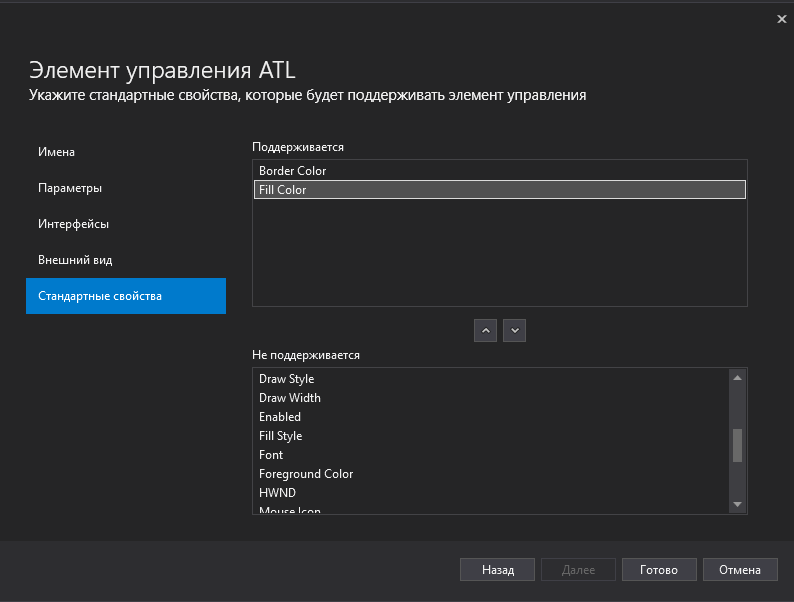 Элемент управления ATL
Укажите стандартные свойства, которые будет поддерживать элемент управления
Имена
Параметры
Интерфейсы
Внешний вид
Стандартные свойства
Поддерживается
Border Color
Fill Color
Не поддерживается
Draw Style
Draw Width
Enabled
Fill Style
Font
Foreground Color
HWND
Mouse Icon
Назад
Далее
Готово
Отмена